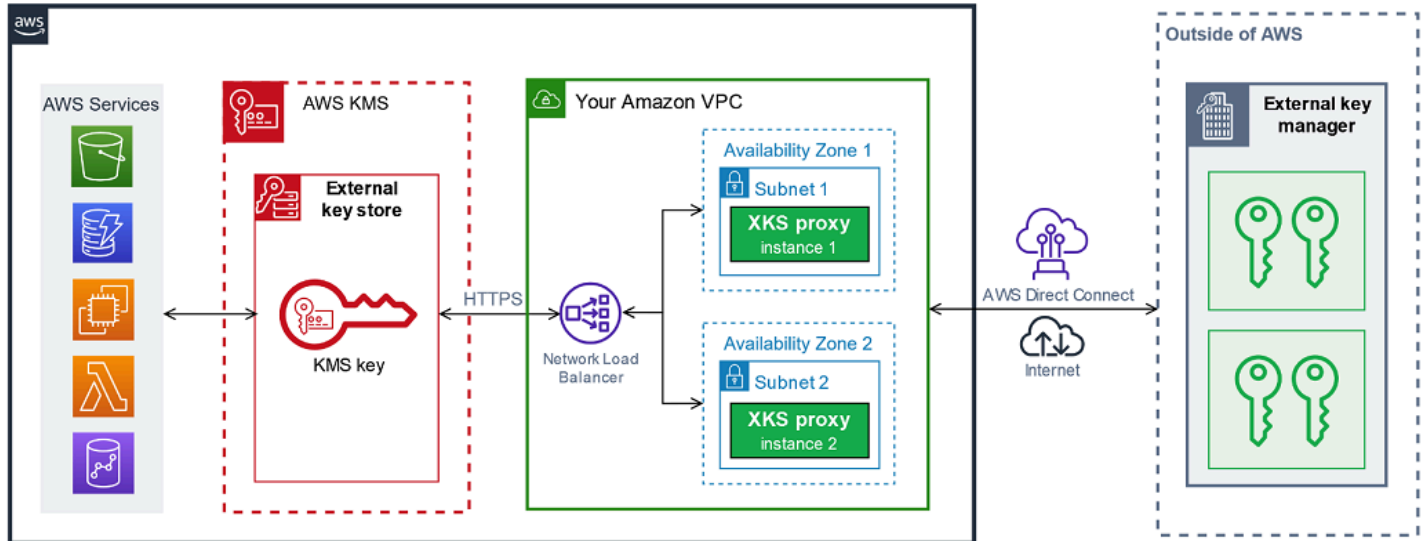 aws
AWS Services
AWS KMS
External
key store
KMS key
HTTPS
Your Amazon VPC
Network Load
Balancer
Availability Zone 1
Subnet 1
XKS proxy
instance 1
Availability Zone 2
Subnet 2
XKS proxy
instance 2
AWS Direct Connect
Internet
Outside of AWS
External key
manager